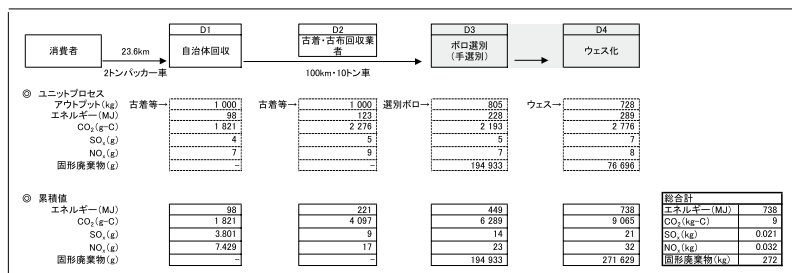 D1 D2 D3 D4
消費者 23.6km 自治体回収 古着・古布回収業者 ボロ選別(手選別) ウェス化
2トンパッカー車 100km・10トン車
◎ ユニットプロセス
アウトプット(kg) 古着等→ 1 000 古着等→ 1 000 選別ボロ→ 805 ウェス→ 728
エネルギー(MJ) 98 123 228 289
CO₂(g-C) 1 821 2 276 2 193 2 776
SOₓ(g) 4 5 5 7
NOₓ(g) 7 9 7 8
固形廃棄物(g) - - 194 933 76 696
◎ 累積値 総合計
エネルギー(MJ) 98 221 449 738 エネルギー(MJ) 738
CO₂(g-C) 1 821 4 097 6 289 9 065 CO₂(kg-C) 9
SOₓ(g) 3.801 9 14 21 SOₓ(kg) 0.021
NOₓ(g) 7.429 17 23 32 NOₓ(kg) 0.032
固形廃棄物(g) - - 194 933 271 629 固形廃棄物(kg) 272